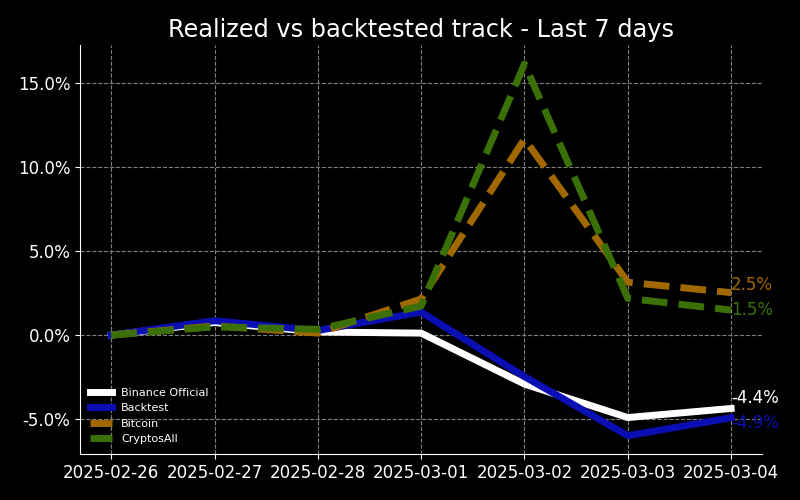 Realized vs backtested track - Last 7 days
15.0%
10.0%
5.0%
0.0%
-5.0%
2.5%
1.5%
-4.4%
-4.9%
Binance Official
Backtest
Bitcoin
CryptosAll
2025-02-26 2025-02-27 2025-02-28 2025-03-01 2025-03-02 2025-03-03 2025-03-04